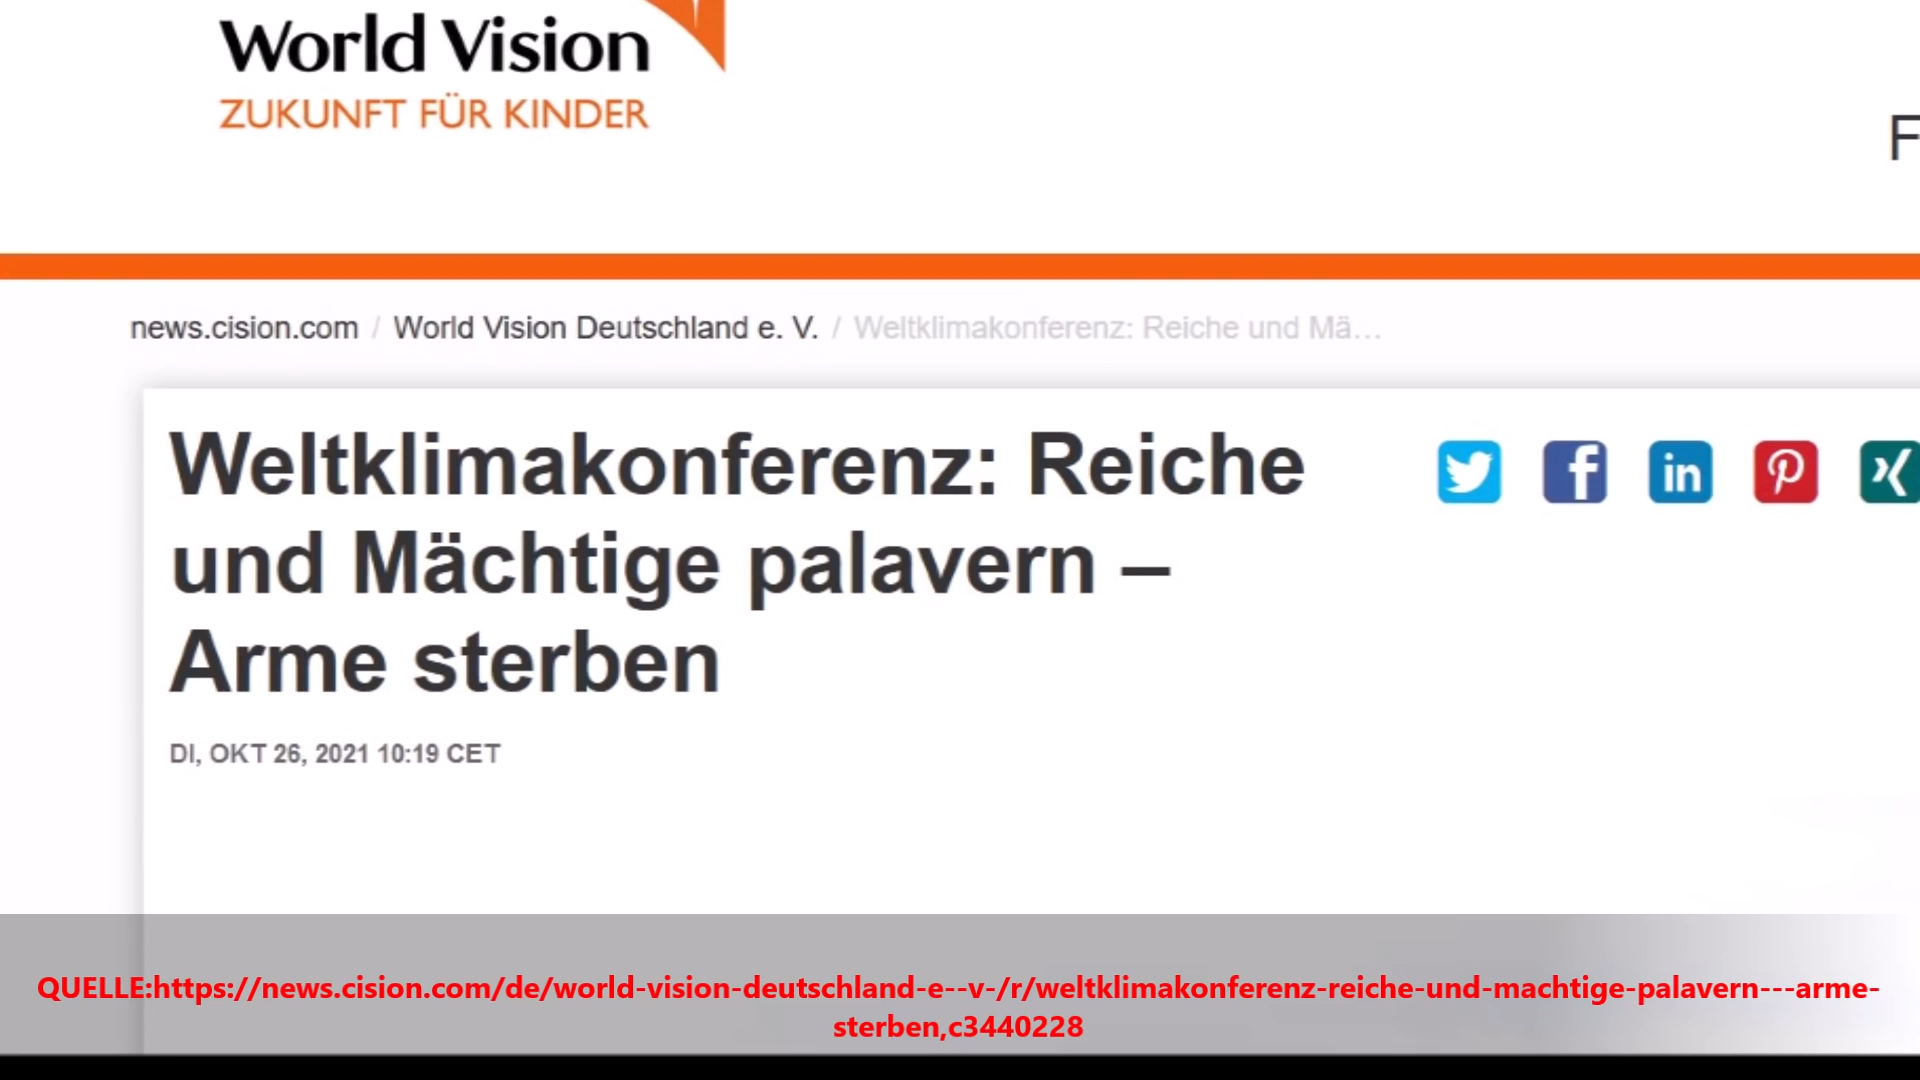 World Vision
ZUKUNFT FÜR KINDER
F
news.cision.com / World Vision Deutschland e. V. / Weltklimakonferenz: Reiche und Mä...
Weltklimakonferenz: Reiche
und Mächtige palavern –
Arme sterben
DI, OKT 26, 2021 10:19 CET
QUELLE:https://news.cision.com/de/world-vision-deutschland-e--v-/r/weltklimakonferenz-reiche-und-machtige-palavern---arme-
sterben,c3440228